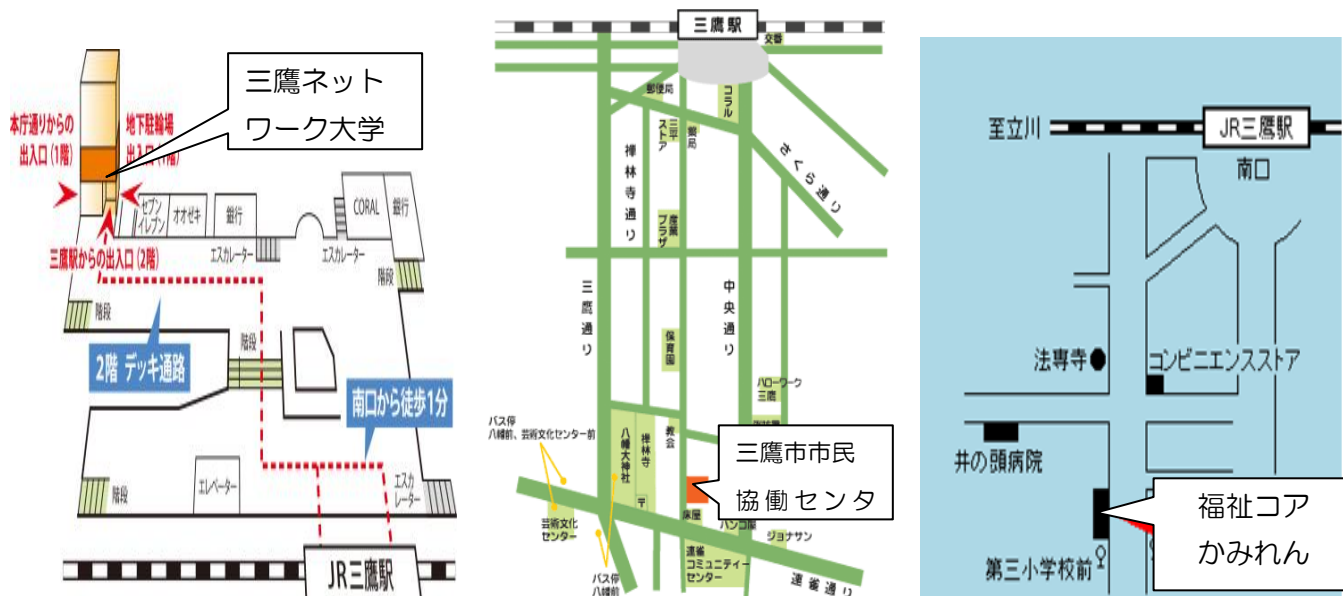 三鷹ネット
ワーク大学
本庁通りからの
出入口(1階)
地下駐輪場
出入口(1階)
セブン
イレブン
オオゼキ
銀行
CORAL
銀行
三鷹駅からの出入口(2階)
エスカレーター
エスカレーター
階段
階段
2階 デッキ通路
階段
南口から徒歩1分
階段
エレベーター
エスカ
レーター
JR三鷹駅
三鷹駅
交番
郵便局
コラル
三平
ストア
薬局
さくら通り
禅林寺通り
産業
プラザ
三鷹通り
中央通り
保育園
ハローワーク
三鷹
バス停
八幡前、芸術文化センター前
八幡大神社
禅林寺
教会
三鷹市市民
協働センタ
〒
床屋
パンコ屋
ジョナサン
芸術文化
センター
連雀
コミュニティー
センター
バス停
八幡前
連雀通り
至立川
JR三鷹駅
南口
法専寺
コンビニエンスストア
井の頭病院
福祉コア
かみれん
第三小学校前